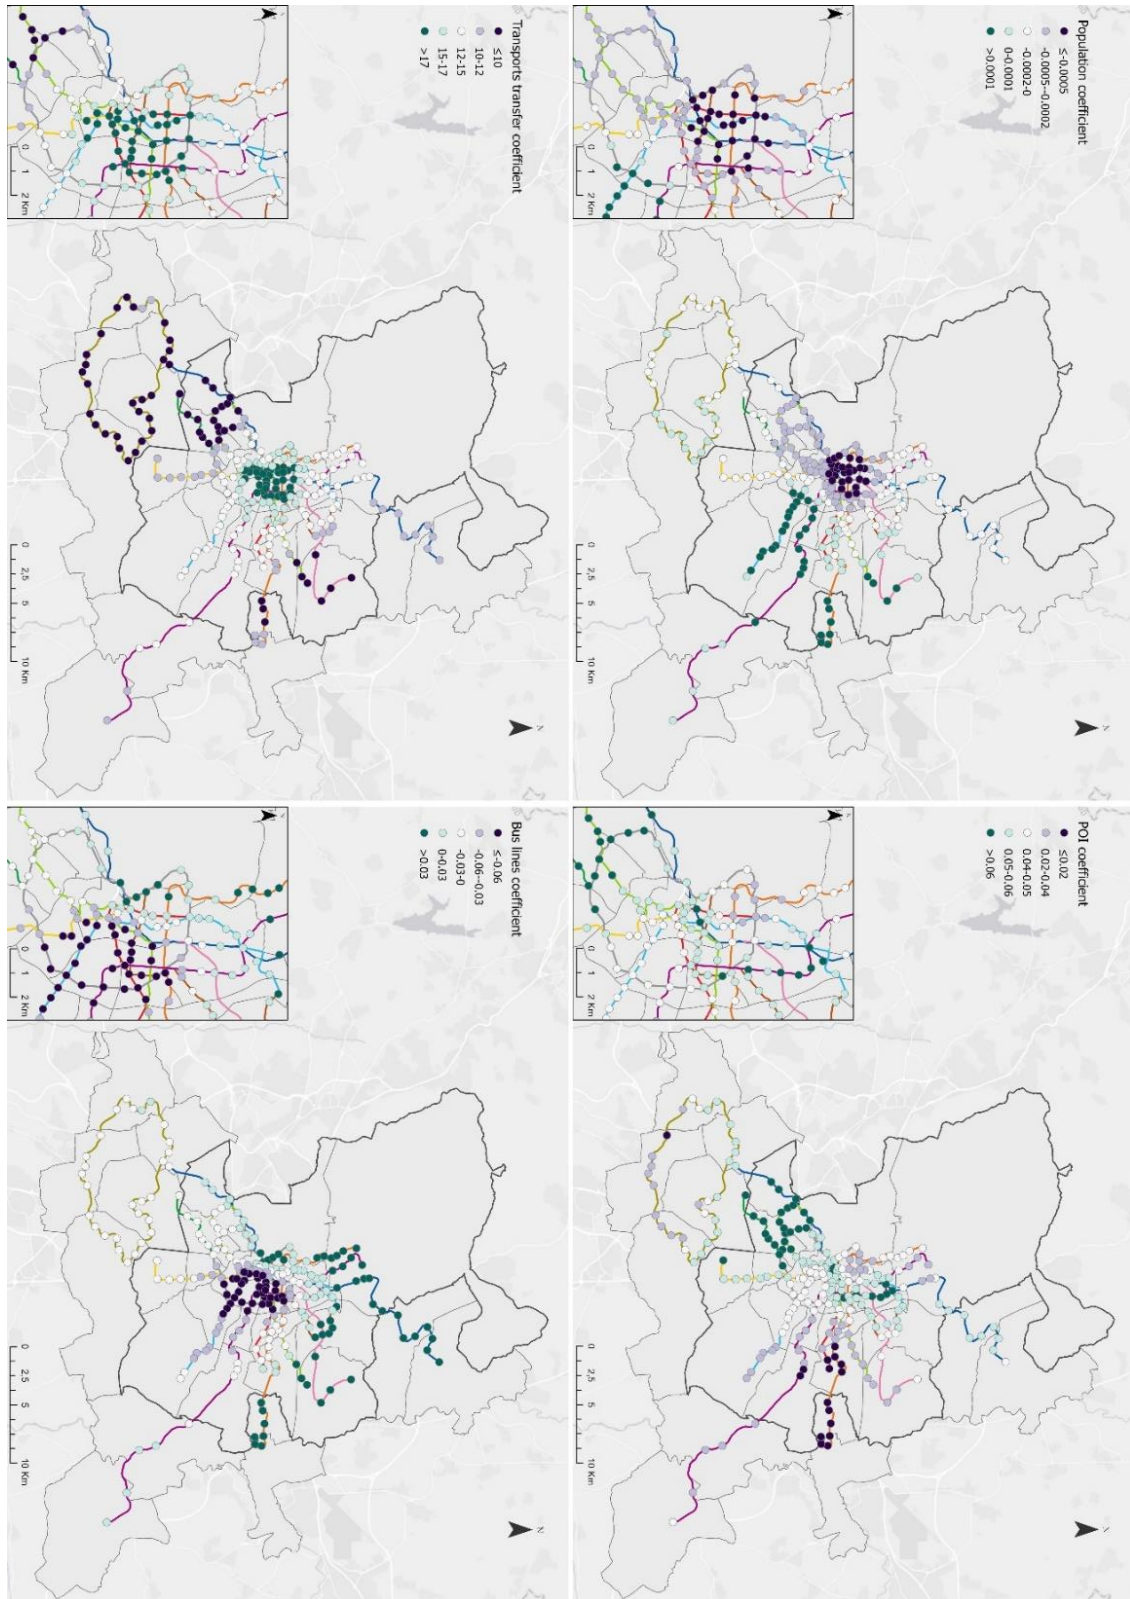 Population coefficient
≤-0.0005
-0.0005--0.0002
-0.0002-0
0-0.0001
>0.0001
0 1 2 Km
0 2,5 5 10 Km
N
POI coefficient
≤0.02
0.02-0.04
0.04-0.05
0.05-0.06
>0.06
0 1 2 Km
0 2,5 5 10 Km
N
Transports transfer coefficient
≤10
10-12
12-15
15-17
>17
0 1 2 Km
0 2,5 5 10 Km
N
Bus lines coefficient
≤-0.06
-0.06--0.03
-0.03-0
0-0.03
>0.03
0 1 2 Km
0 2,5 5 10 Km
N